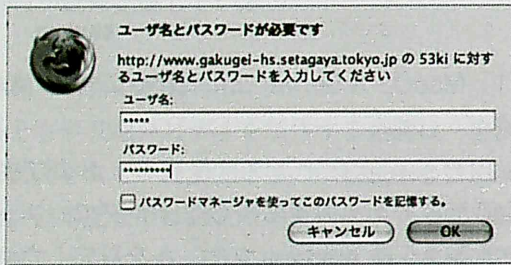 ユーザ名とパスワードが必要です
http://www.gakugei-hs.setagaya.tokyo.jp の 53ki に対す
るユーザ名とパスワードを入力してください
ユーザ名:
•••••
パスワード:
•••••••••
パスワードマネージャを使ってこのパスワードを記憶する。
キャンセル OK